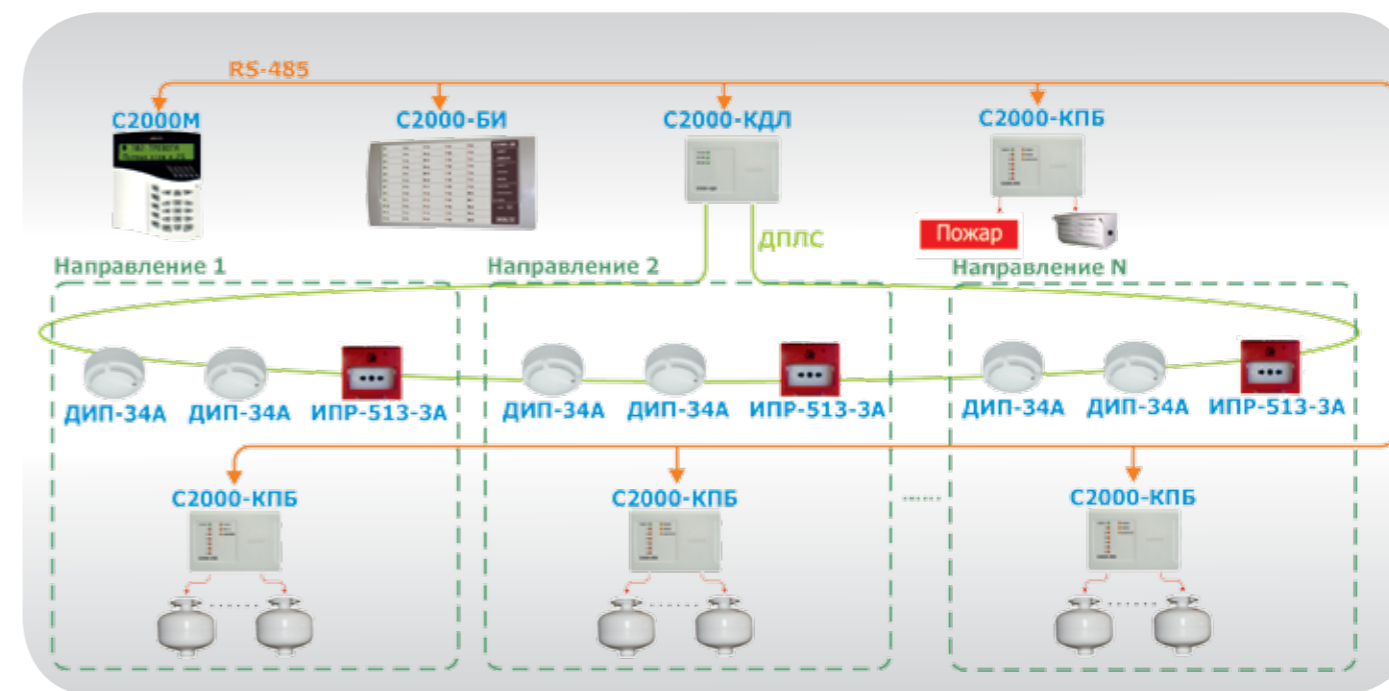 RS-485
С2000М
С2000-БИ
С2000-КДЛ
С2000-КПБ
Пожар
ДПЛС
Направление 1
Направление 2
Направление N
ДИП-34А ДИП-34А ИПР-513-3А
ДИП-34А ДИП-34А ИПР-513-3А
ДИП-34А ДИП-34А ИПР-513-3А
С2000-КПБ
С2000-КПБ
С2000-КПБ